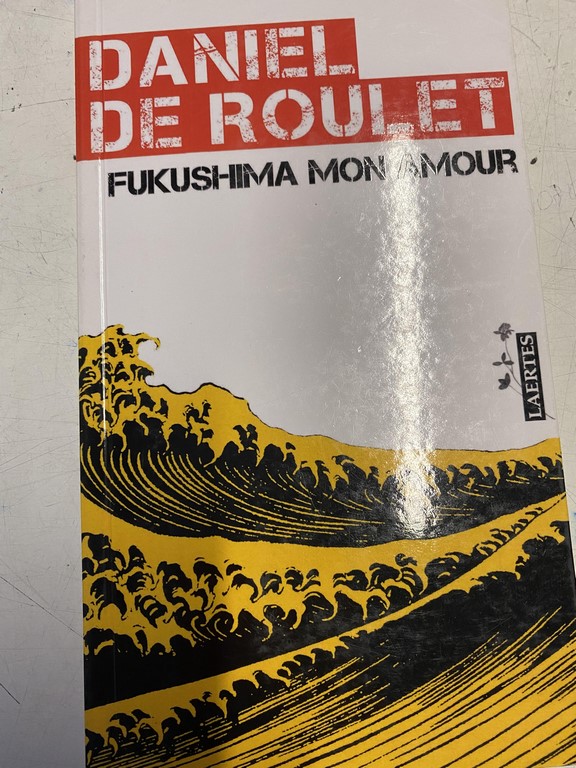 DANIEL
DE ROULET
FUKUSHIMA MON AMOUR
LAERTES